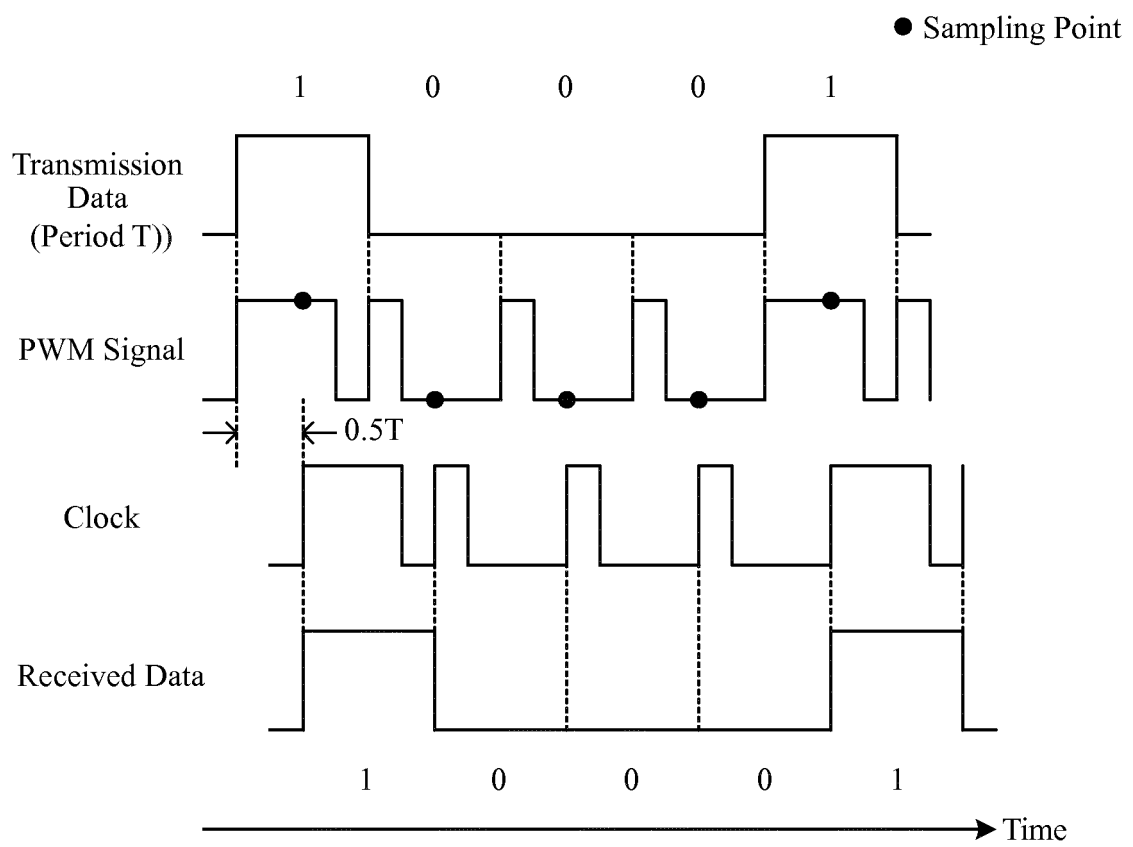 Sampling Point
1 0 0 0 1
Transmission
Data
(Period T))
PWM Signal
0.5T
Clock
Received Data
1 0 0 0 1
Time